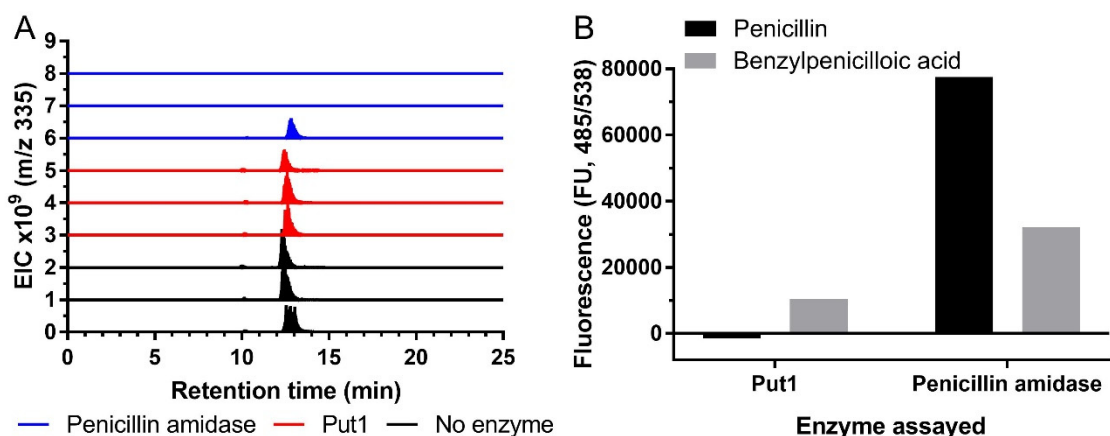 A
EIC x10⁹ (m/z 335)
9
8
7
6
5
4
3
2
1
0
0 5 10 15 20 25
Retention time (min)
Penicillin amidase Put1 No enzyme
B
Penicillin
Benzylpenicilloic acid
Fluorescence (FU, 485/538)
80000
60000
40000
20000
0
Put1 Penicillin amidase
Enzyme assayed